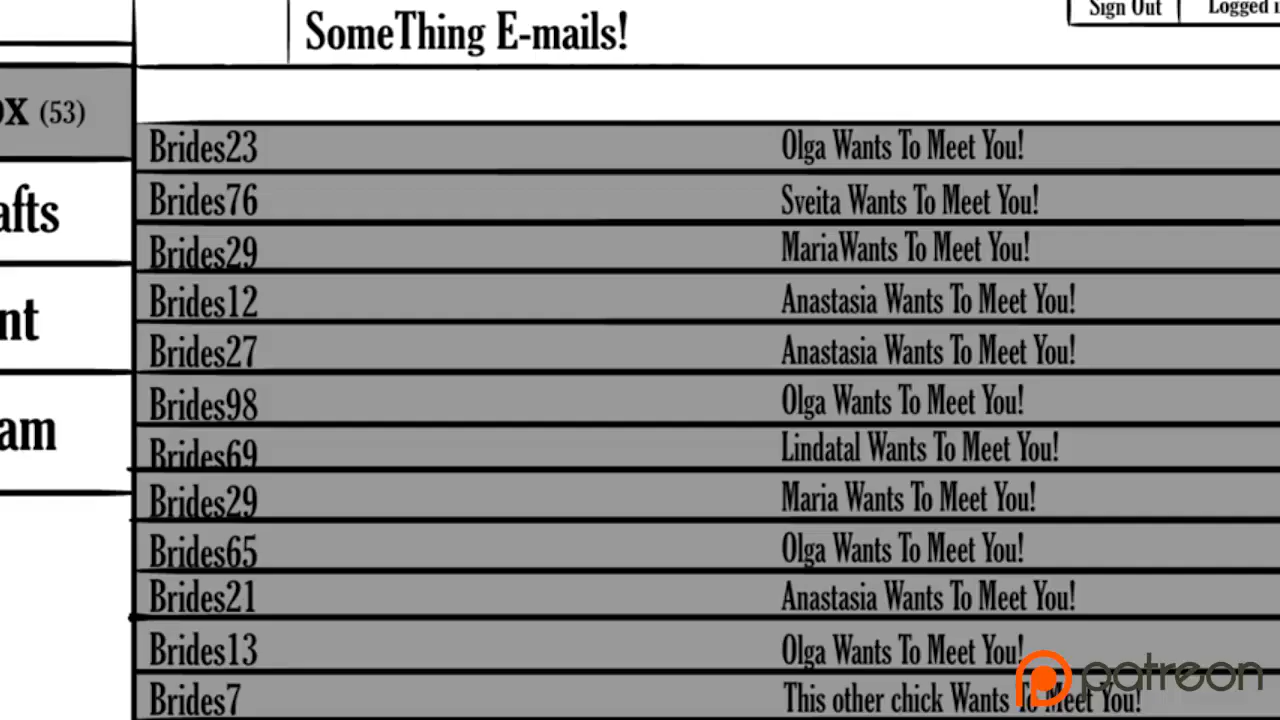 Sign Out
Logged i
SomeThing E-mails!
ox (53)
afts
nt
am
Brides23 Olga Wants To Meet You!
Brides76 Sveita Wants To Meet You!
Brides29 MariaWants To Meet You!
Brides12 Anastasia Wants To Meet You!
Brides27 Anastasia Wants To Meet You!
Brides98 Olga Wants To Meet You!
Brides69 Lindatal Wants To Meet You!
Brides29 Maria Wants To Meet You!
Brides65 Olga Wants To Meet You!
Brides21 Anastasia Wants To Meet You!
Brides13 Olga Wants To Meet You!
Brides7 This other chick Wants To Meet You!
patreon